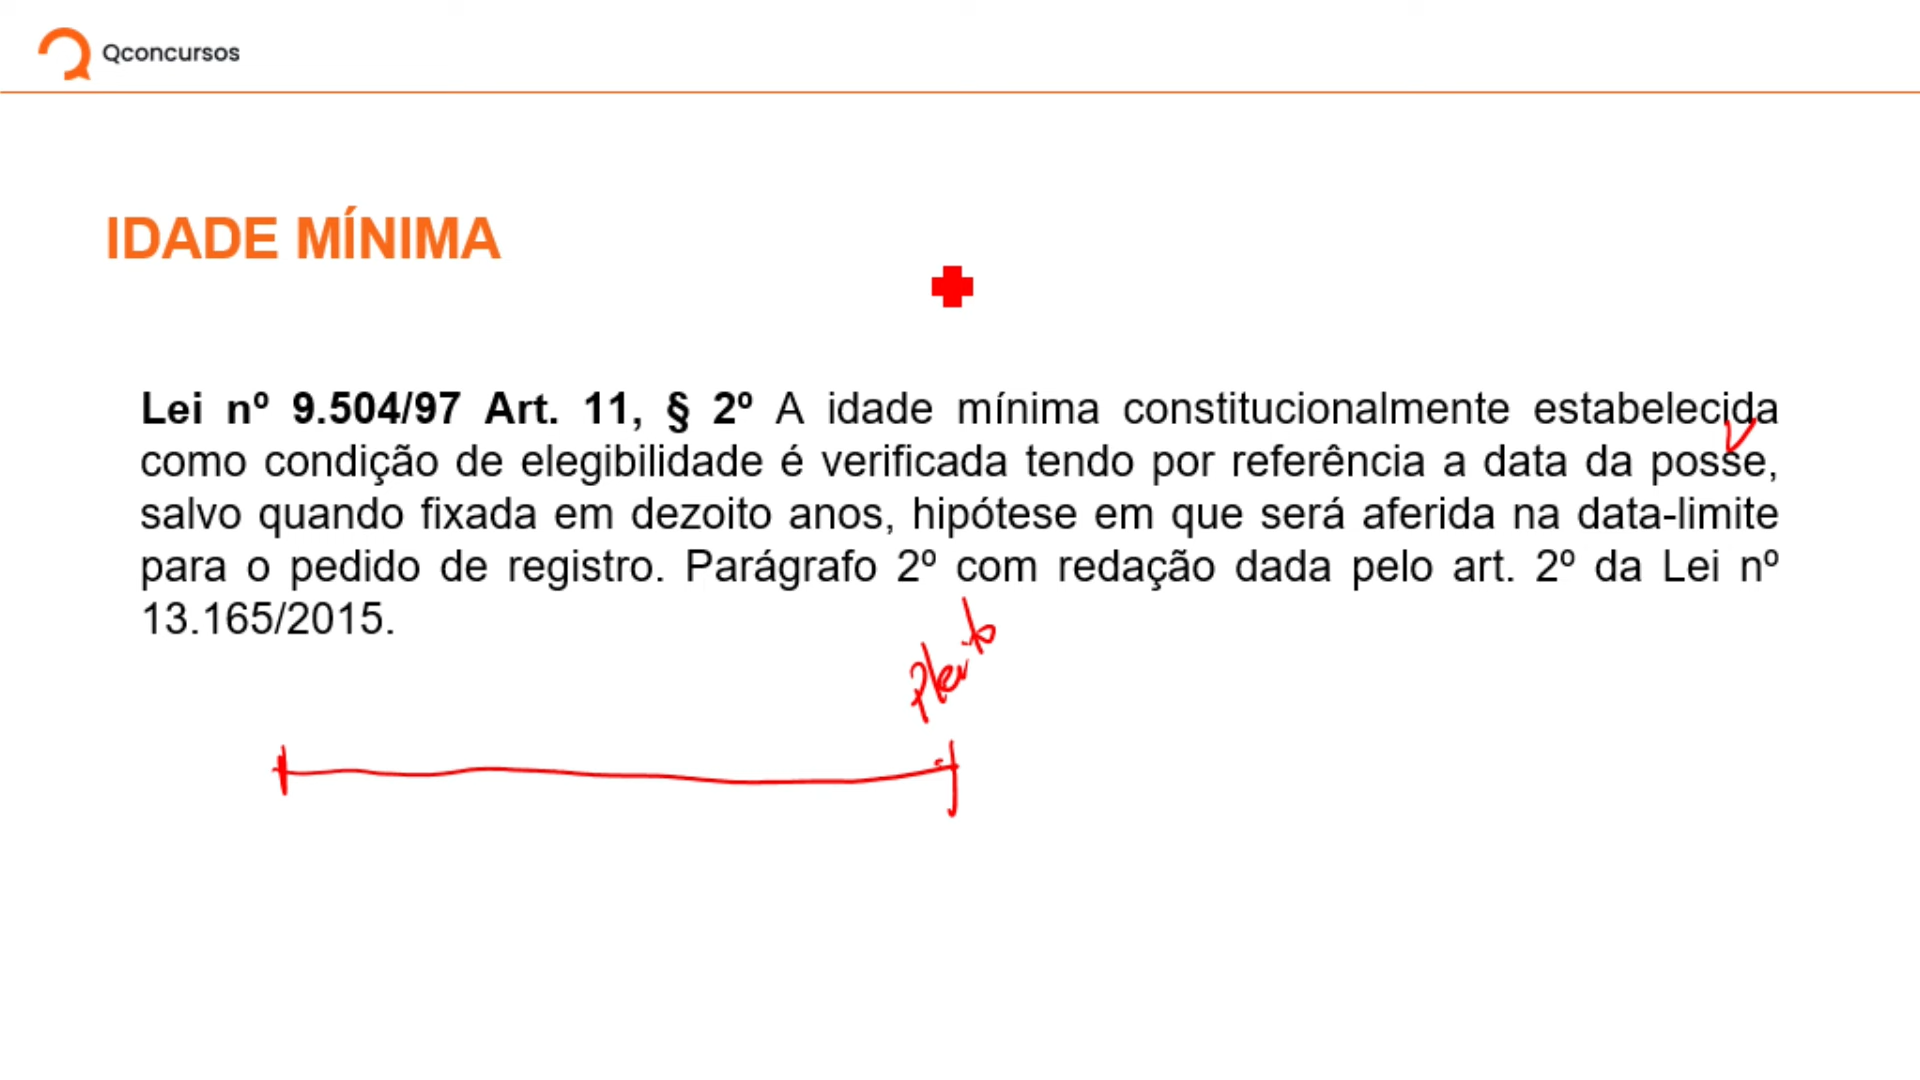 Qconcursos
IDADE MÍNIMA
Lei nº 9.504/97 Art. 11, § 2º A idade mínima constitucionalmente estabelecida
como condição de elegibilidade é verificada tendo por referência a data da posse,
salvo quando fixada em dezoito anos, hipótese em que será aferida na data-limite
para o pedido de registro. Parágrafo 2º com redação dada pelo art. 2º da Lei nº
13.165/2015.
Pleito